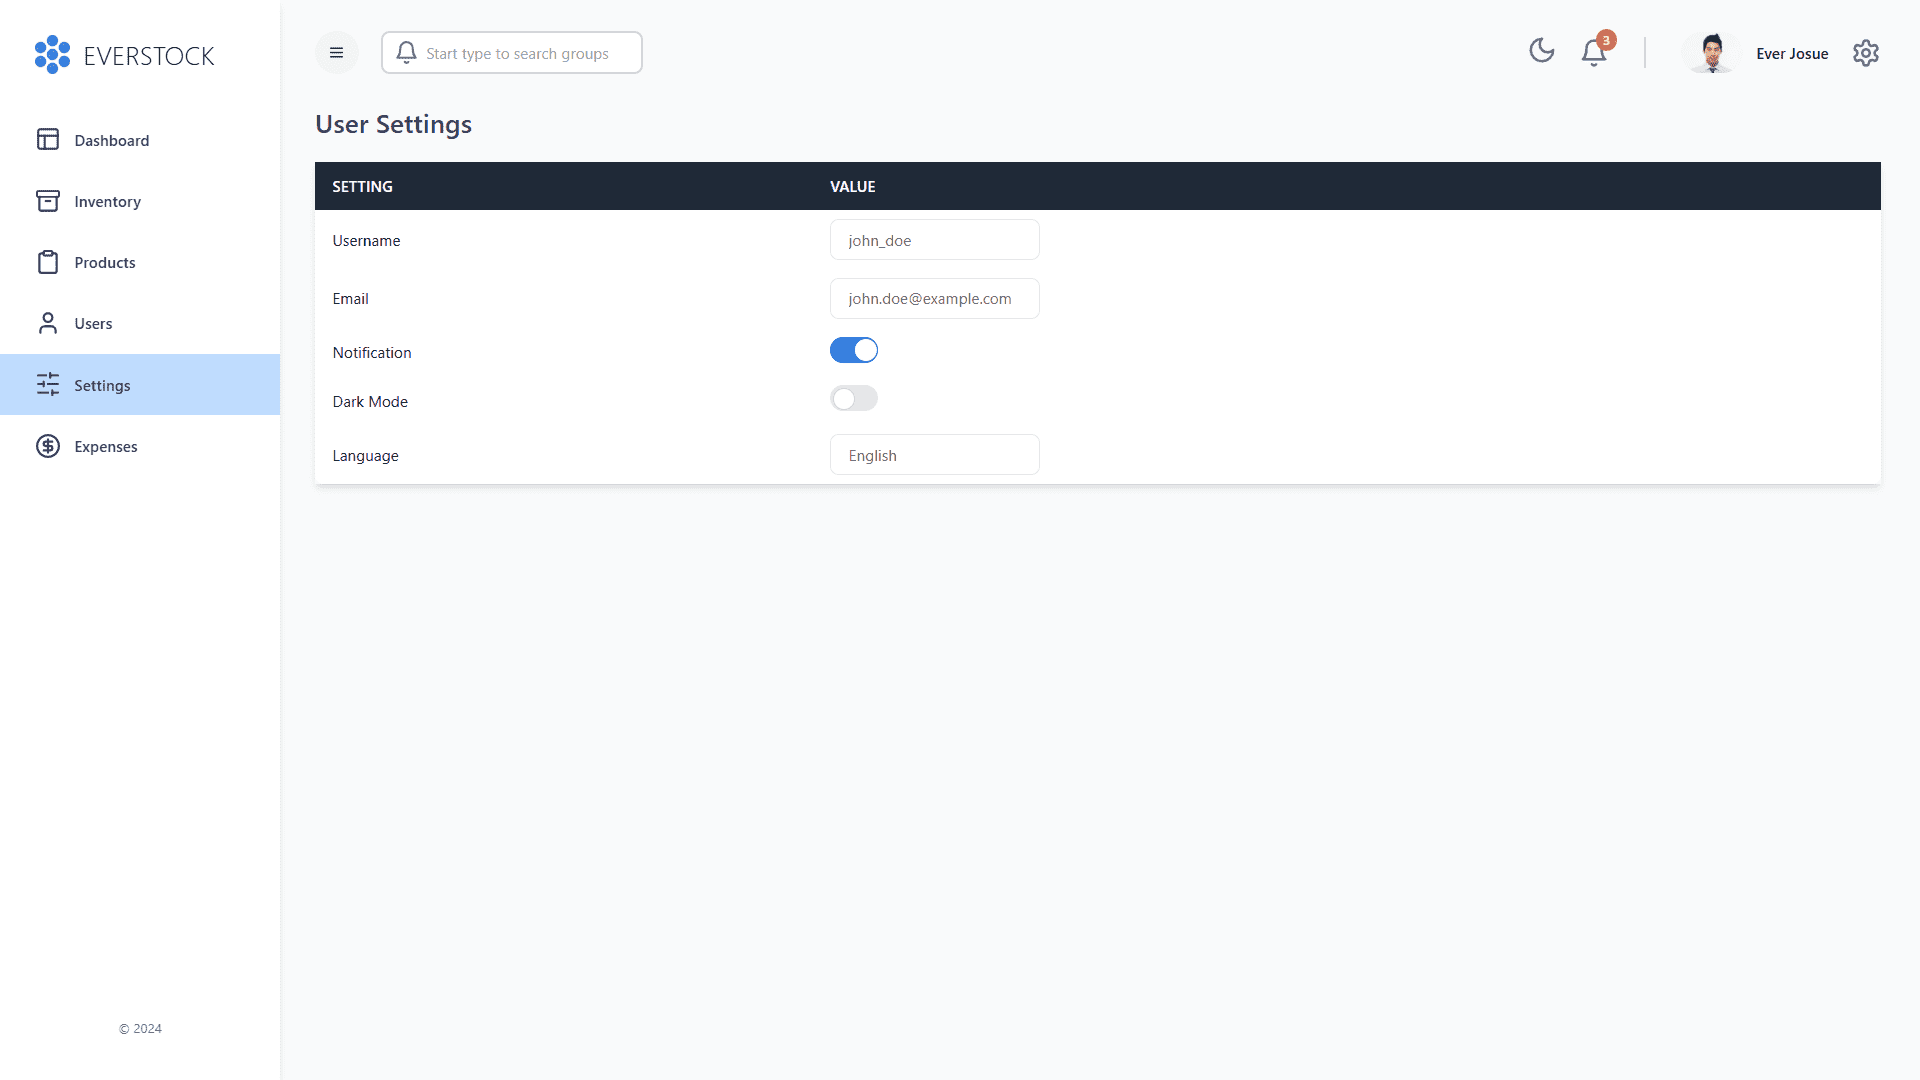 EVERSTOCK
Start type to search groups
3
Ever Josue
Dashboard
Inventory
Products
Users
Settings
Expenses
© 2024
User Settings
SETTING VALUE
Username john_doe
Email john.doe@example.com
Notification
Dark Mode
Language English